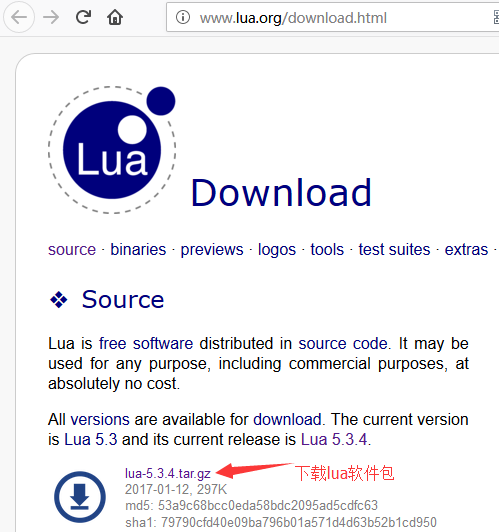 www.lua.org/download.html
Lua
Download
source · binaries · previews · logos · tools · test suites · extras ·
❖ Source
Lua is free software distributed in source code. It may be
used for any purpose, including commercial purposes, at
absolutely no cost.
All versions are available for download. The current version
is Lua 5.3 and its current release is Lua 5.3.4.
lua-5.3.4.tar.gz 下载lua软件包
2017-01-12, 297K
md5: 53a9c68bcc0eda58bdc2095ad5cdfc63
sha1: 79790cfd40e09ba796b01a571d4d63b52b1cd950